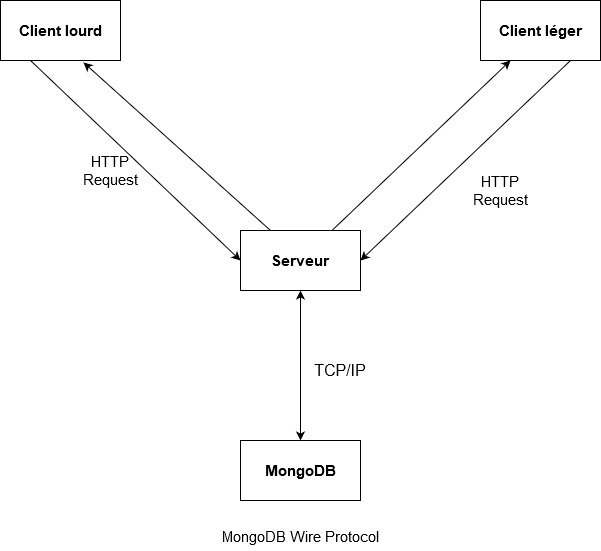 Client lourd
Client léger
HTTP
Request
HTTP
Request
Serveur
TCP/IP
MongoDB
MongoDB Wire Protocol